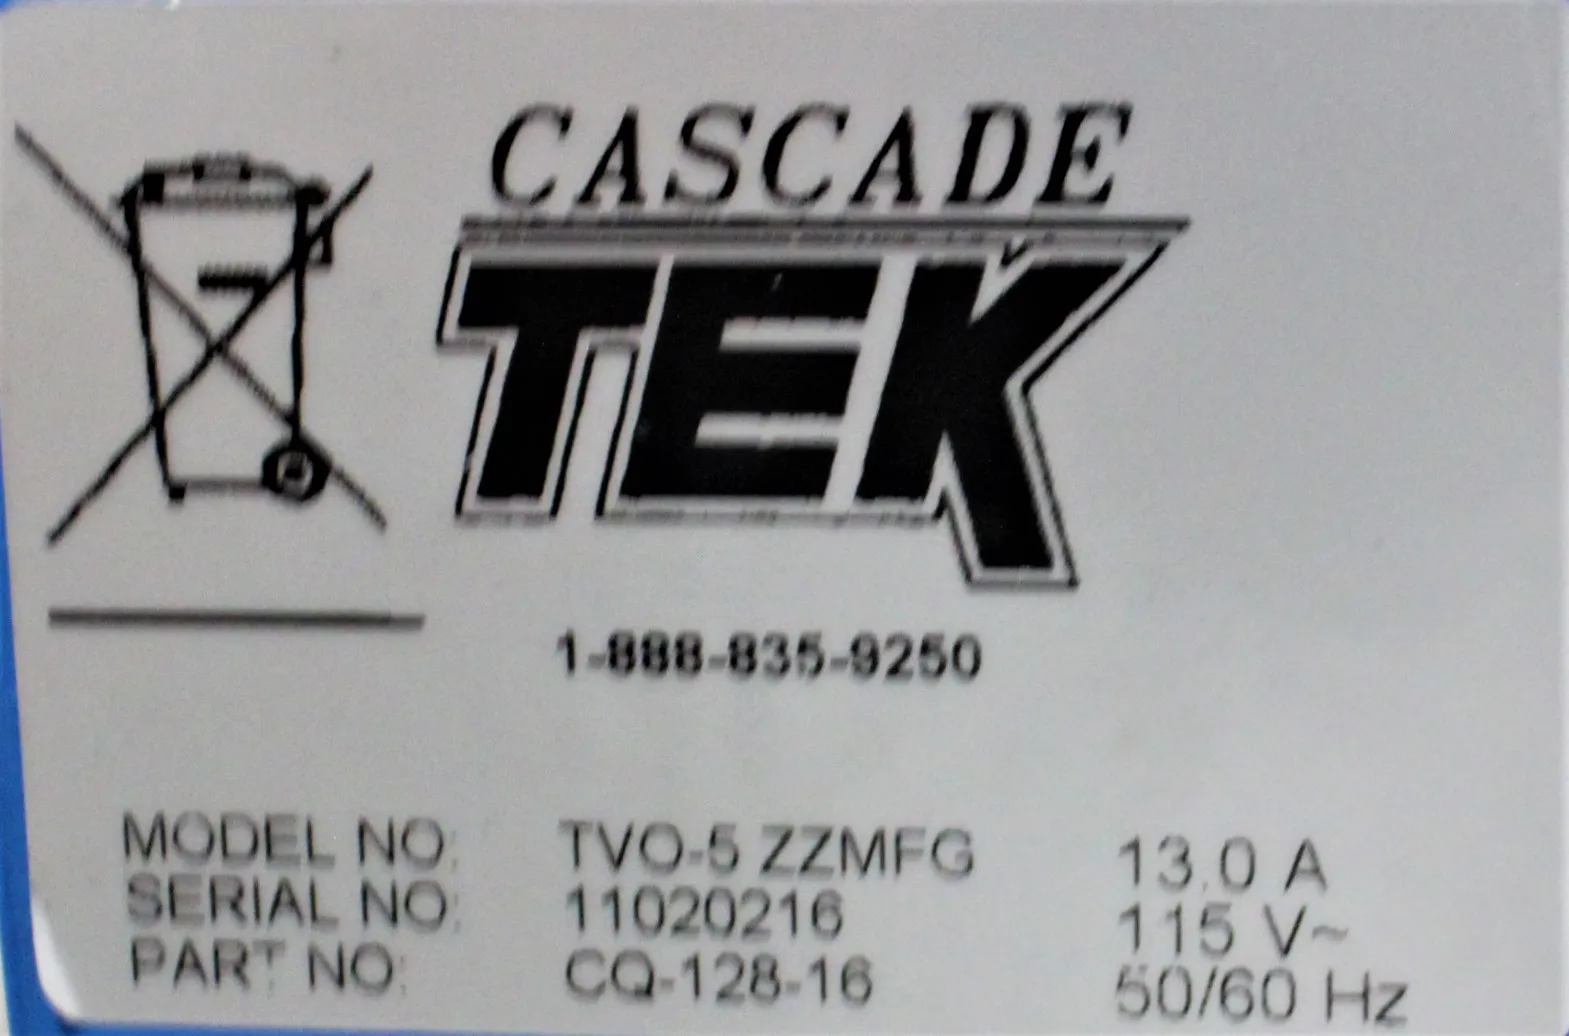 CASCADE
TEK
1-888-835-9250
MODEL NO: TVO-5 ZZMFG 13.0 A
SERIAL NO: 11020216 115 V~
PART NO: CQ-128-16 50/60 Hz